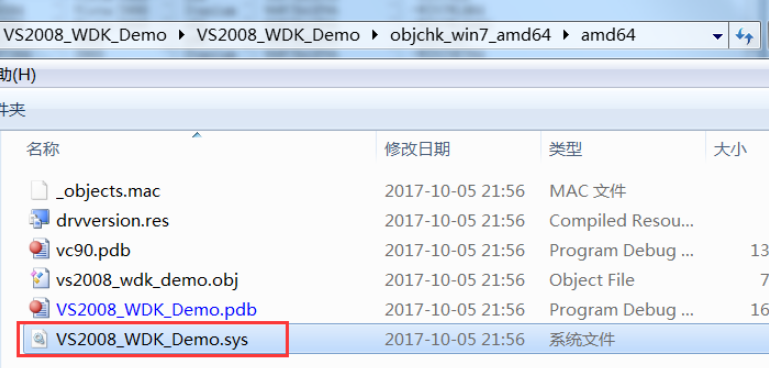 VS2008_WDK_Demo ▸ VS2008_WDK_Demo ▸ objchk_win7_amd64 ▸ amd64
助(H)
件夹
名称 修改日期 类型 大小
_objects.mac 2017-10-05 21:56 MAC 文件
drvversion.res 2017-10-05 21:56 Compiled Resou...
vc90.pdb 2017-10-05 21:56 Program Debug ... 13
vs2008_wdk_demo.obj 2017-10-05 21:56 Object File 7
VS2008_WDK_Demo.pdb 2017-10-05 21:56 Program Debug ... 16
VS2008_WDK_Demo.sys 2017-10-05 21:56 系统文件